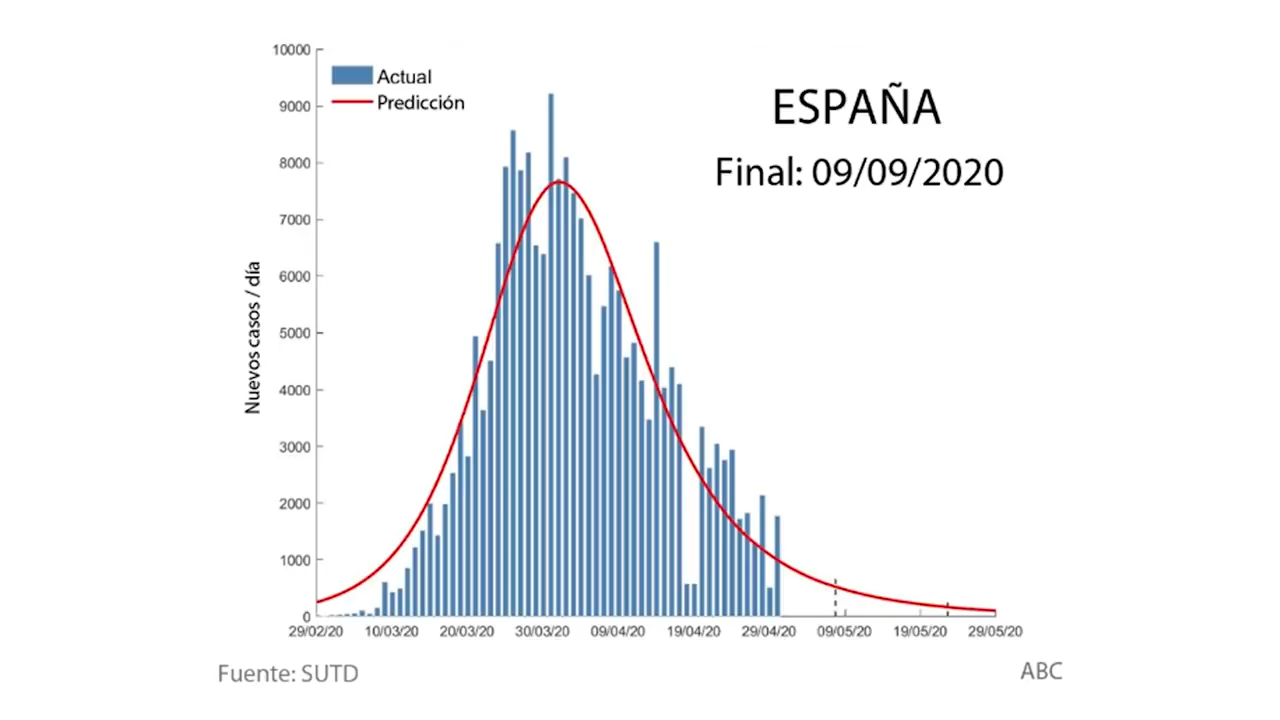 Actual
Predicción
ESPAÑA
Final: 09/09/2020
Nuevos casos / día
10000
9000
8000
7000
6000
5000
4000
3000
2000
1000
0
29/02/20 10/03/20 20/03/20 30/03/20 09/04/20 19/04/20 29/04/20 09/05/20 19/05/20 29/05/20
Fuente: SUTD
ABC